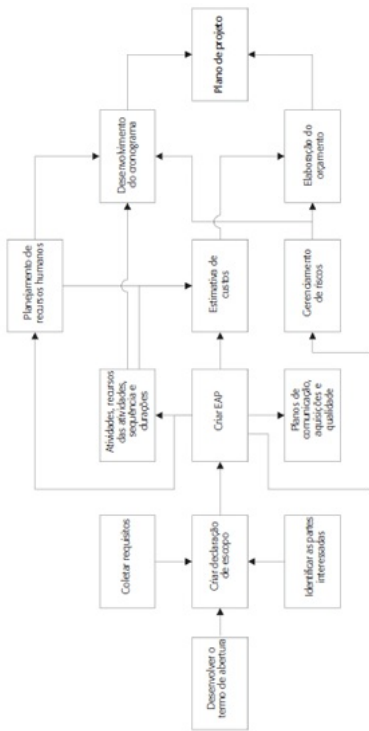 Desenvolver o
termo de abertura
Coletar requisitos
Criar declaração
de escopo
Identificar as partes
interessadas
Planejamento de
recursos humanos
Atividades, recursos
das atividades,
sequência e
durações
Criar EAP
Planos de
comunicação,
aquisições e
qualidade
Estimativa de
custos
Gerenciamento
de riscos
Desenvolvimento
do cronograma
Elaboração do
orçamento
Plano de projeto